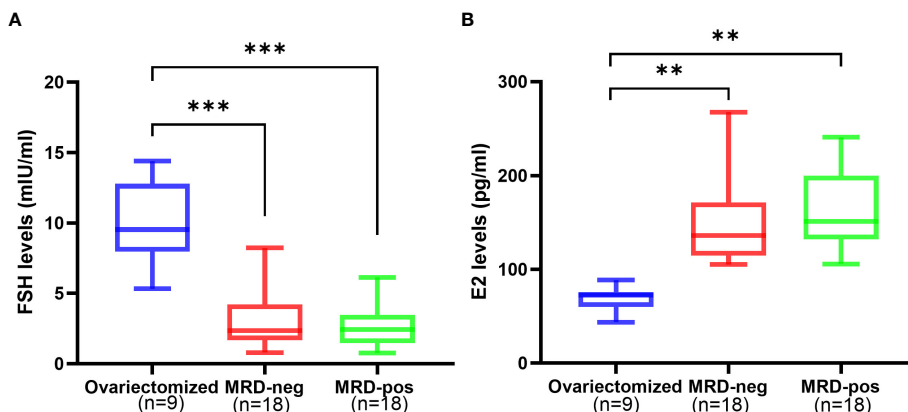 A
FSH levels (mIU/ml)
20
15
10
5
0
***
***
Ovariectomized MRD-neg MRD-pos
(n=9) (n=18) (n=18)
B
E2 levels (pg/ml)
300
200
100
0
**
**
Ovariectomized MRD-neg MRD-pos
(n=9) (n=18) (n=18)